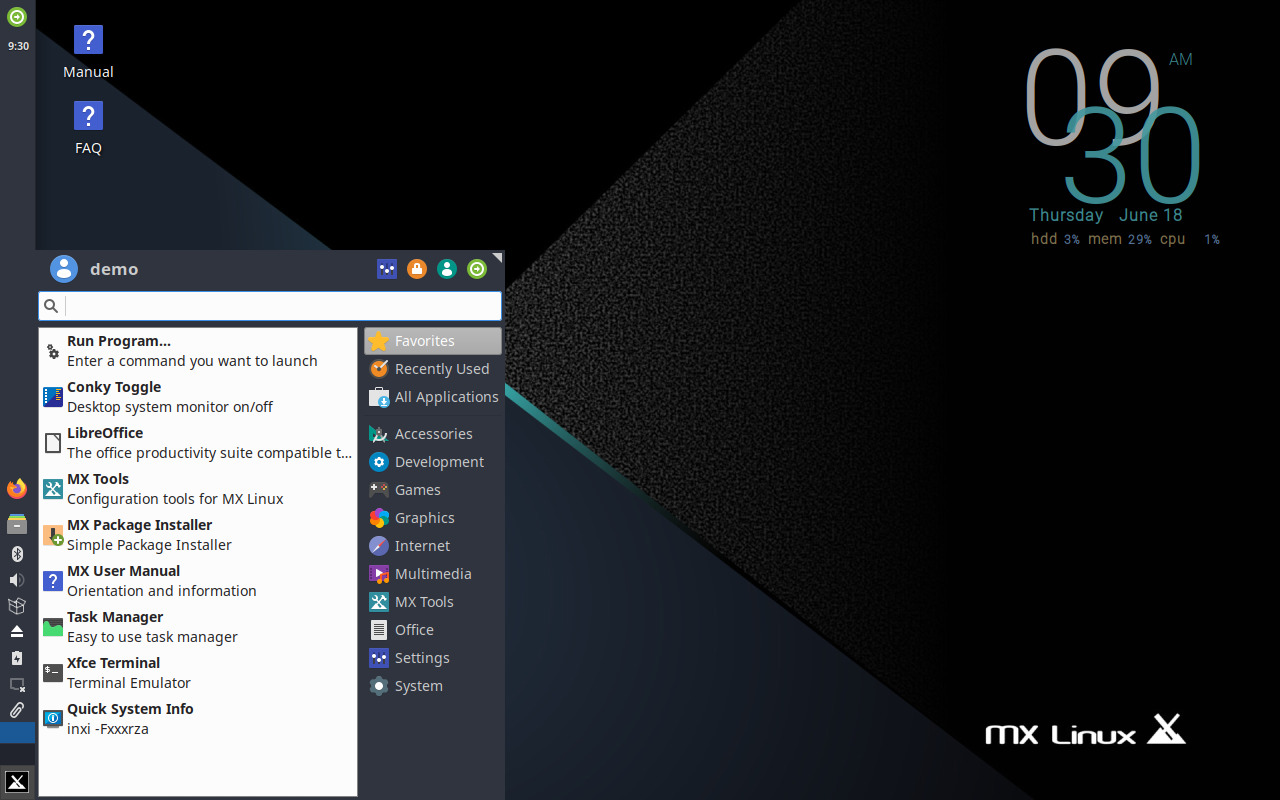 9:30
Manual
FAQ
09 AM
30
Thursday June 18
hdd 3% mem 29% cpu 1%
demo
Run Program...
Enter a command you want to launch
Conky Toggle
Desktop system monitor on/off
LibreOffice
The office productivity suite compatible t...
MX Tools
Configuration tools for MX Linux
MX Package Installer
Simple Package Installer
MX User Manual
Orientation and information
Task Manager
Easy to use task manager
Xfce Terminal
Terminal Emulator
Quick System Info
inxi -Fxxxrza
Favorites
Recently Used
All Applications
Accessories
Development
Games
Graphics
Internet
Multimedia
MX Tools
Office
Settings
System
MX Linux